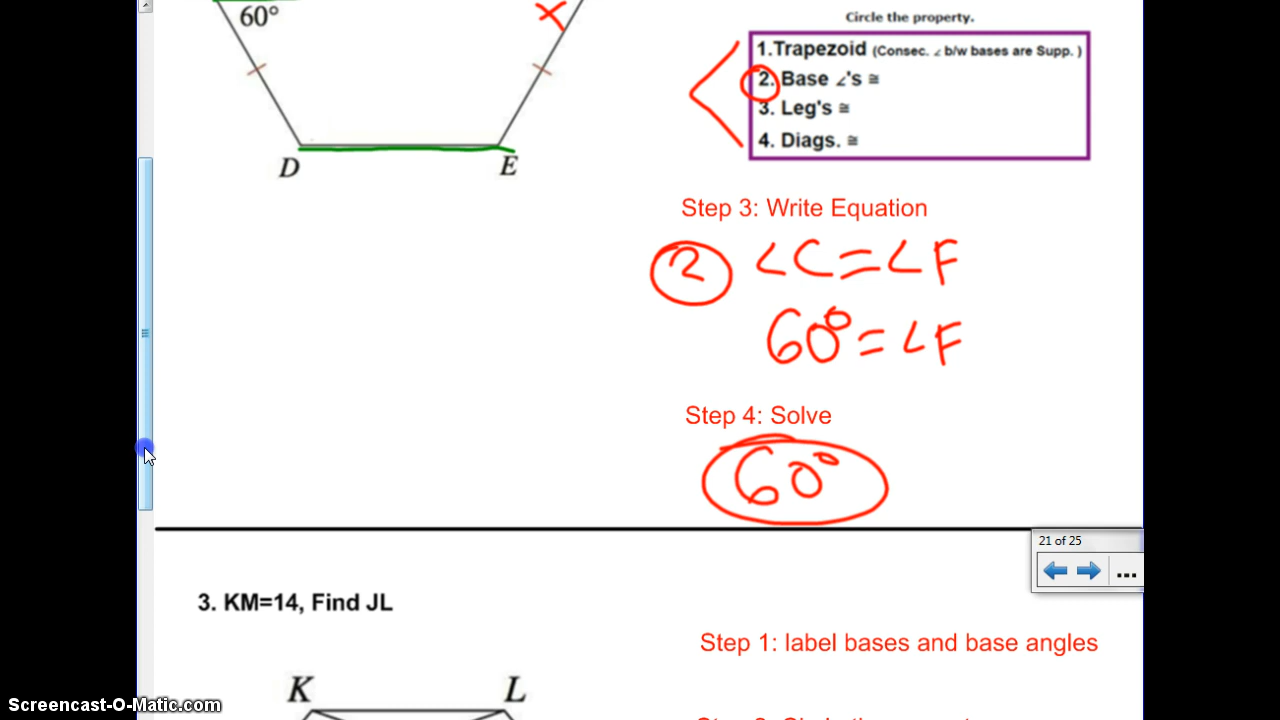 60°
x
D
E
Circle the property.
1.Trapezoid (Consec. ∠ b/w bases are Supp. )
2. Base ∠'s ≅
3. Leg's ≅
4. Diags. ≅
Step 3: Write Equation
2 ∠C=∠F
60°=∠F
Step 4: Solve
60°
21 of 25
...
3. KM=14, Find JL
Step 1: label bases and base angles
K
L
Screencast-O-Matic.com